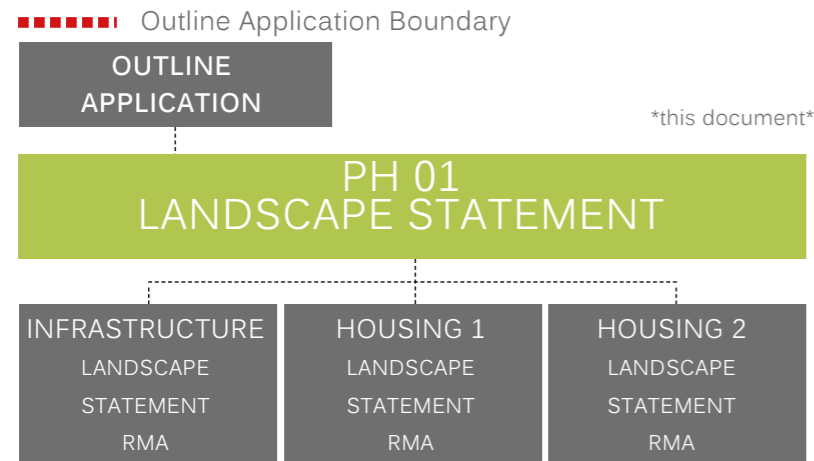 Outline Application Boundary
OUTLINE
APPLICATION
*this document*
PH 01
LANDSCAPE STATEMENT
INFRASTRUCTURE
LANDSCAPE
STATEMENT
RMA
HOUSING 1
LANDSCAPE
STATEMENT
RMA
HOUSING 2
LANDSCAPE
STATEMENT
RMA